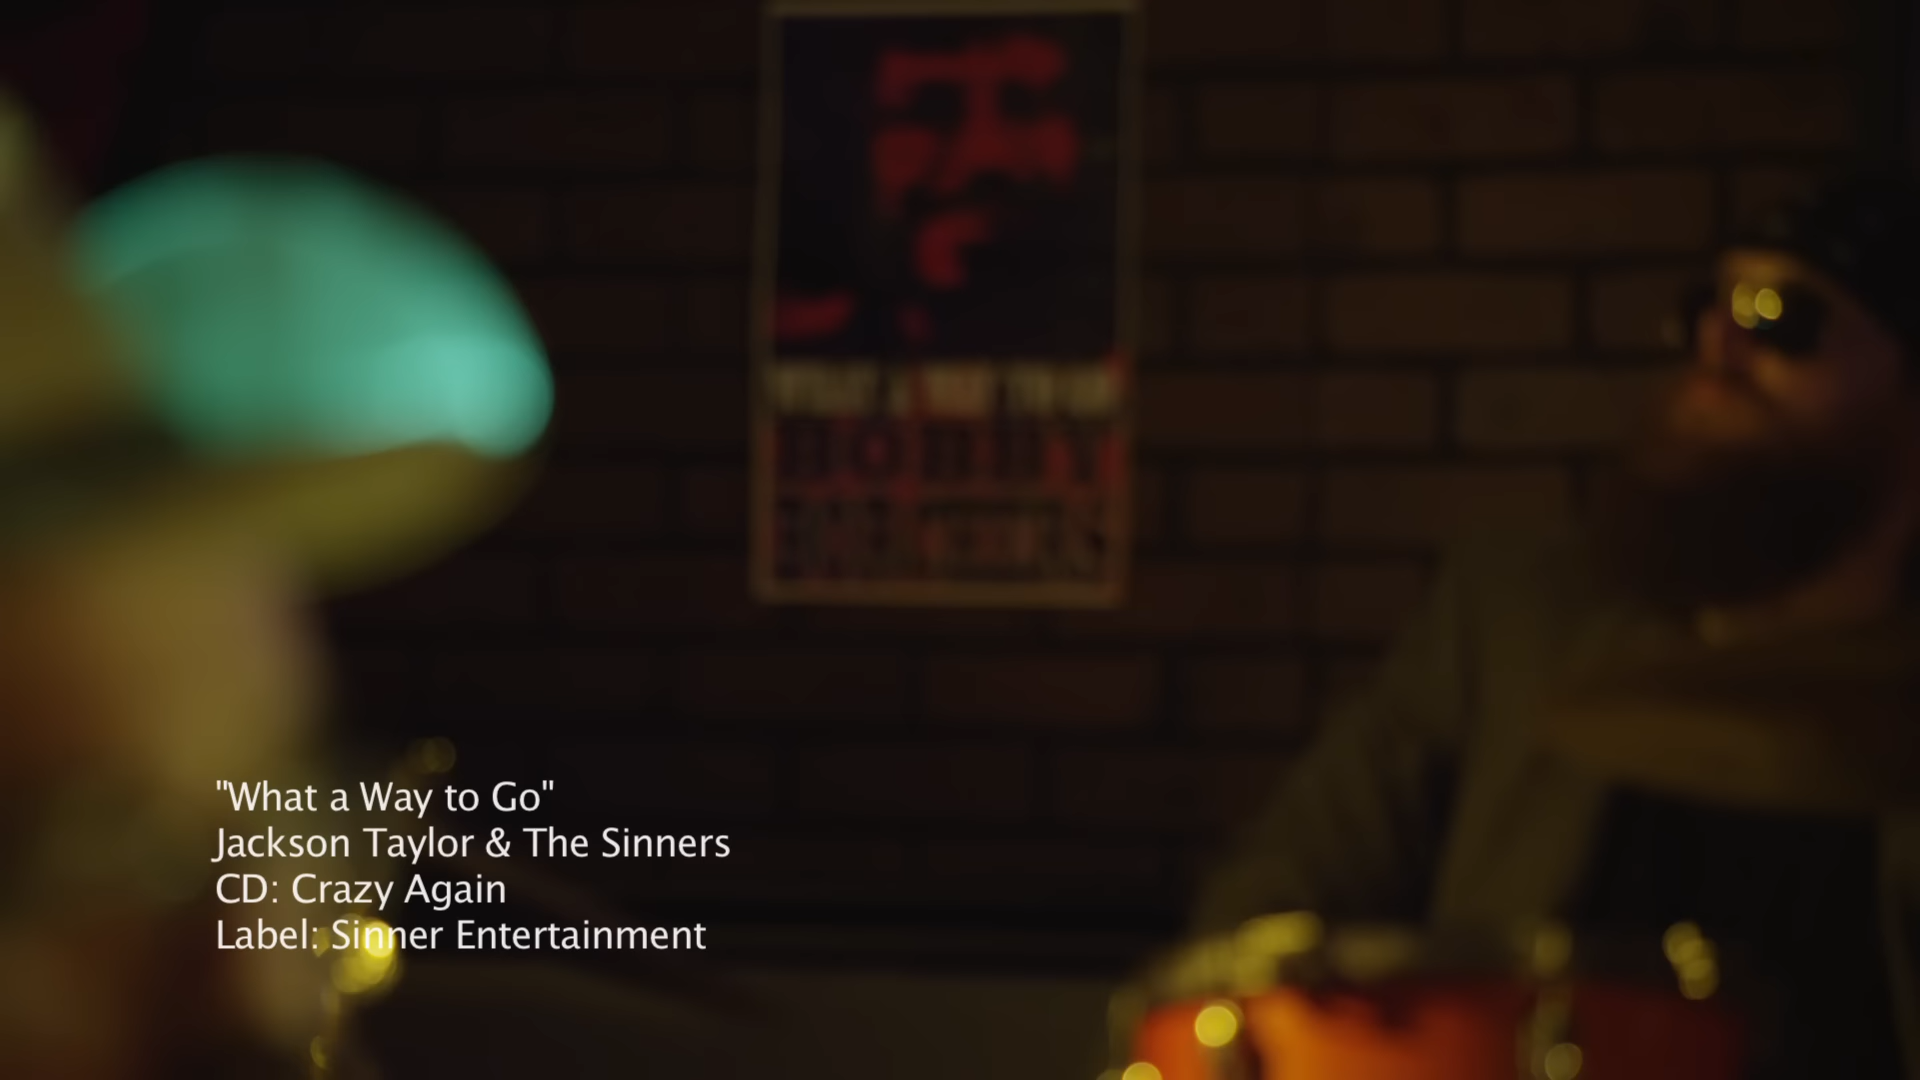 "What a Way to Go"
Jackson Taylor & The Sinners
CD: Crazy Again
Label: Sinner Entertainment